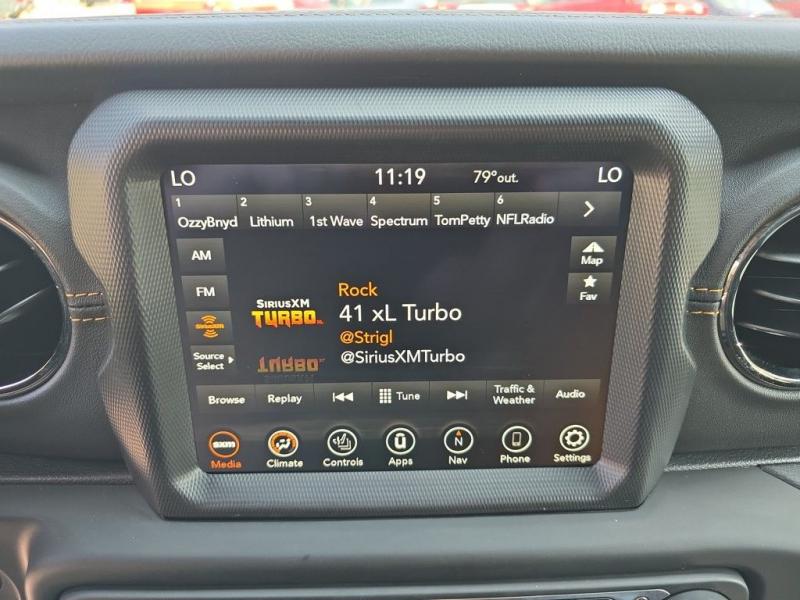 LO 11:19 79°out. LO
1 2 3 4 5 6
OzzyBnyd Lithium 1st Wave Spectrum TomPetty NFLRadio
AM
Map
FM
Fav
SiriusXM
Source
Select
SIRIUSXM
TURBO
Rock
41 xL Turbo
@Strigl
@SiriusXMTurbo
Browse Replay Tune Traffic &
Weather Audio
sxm N
Media Climate Controls Apps Nav Phone Settings